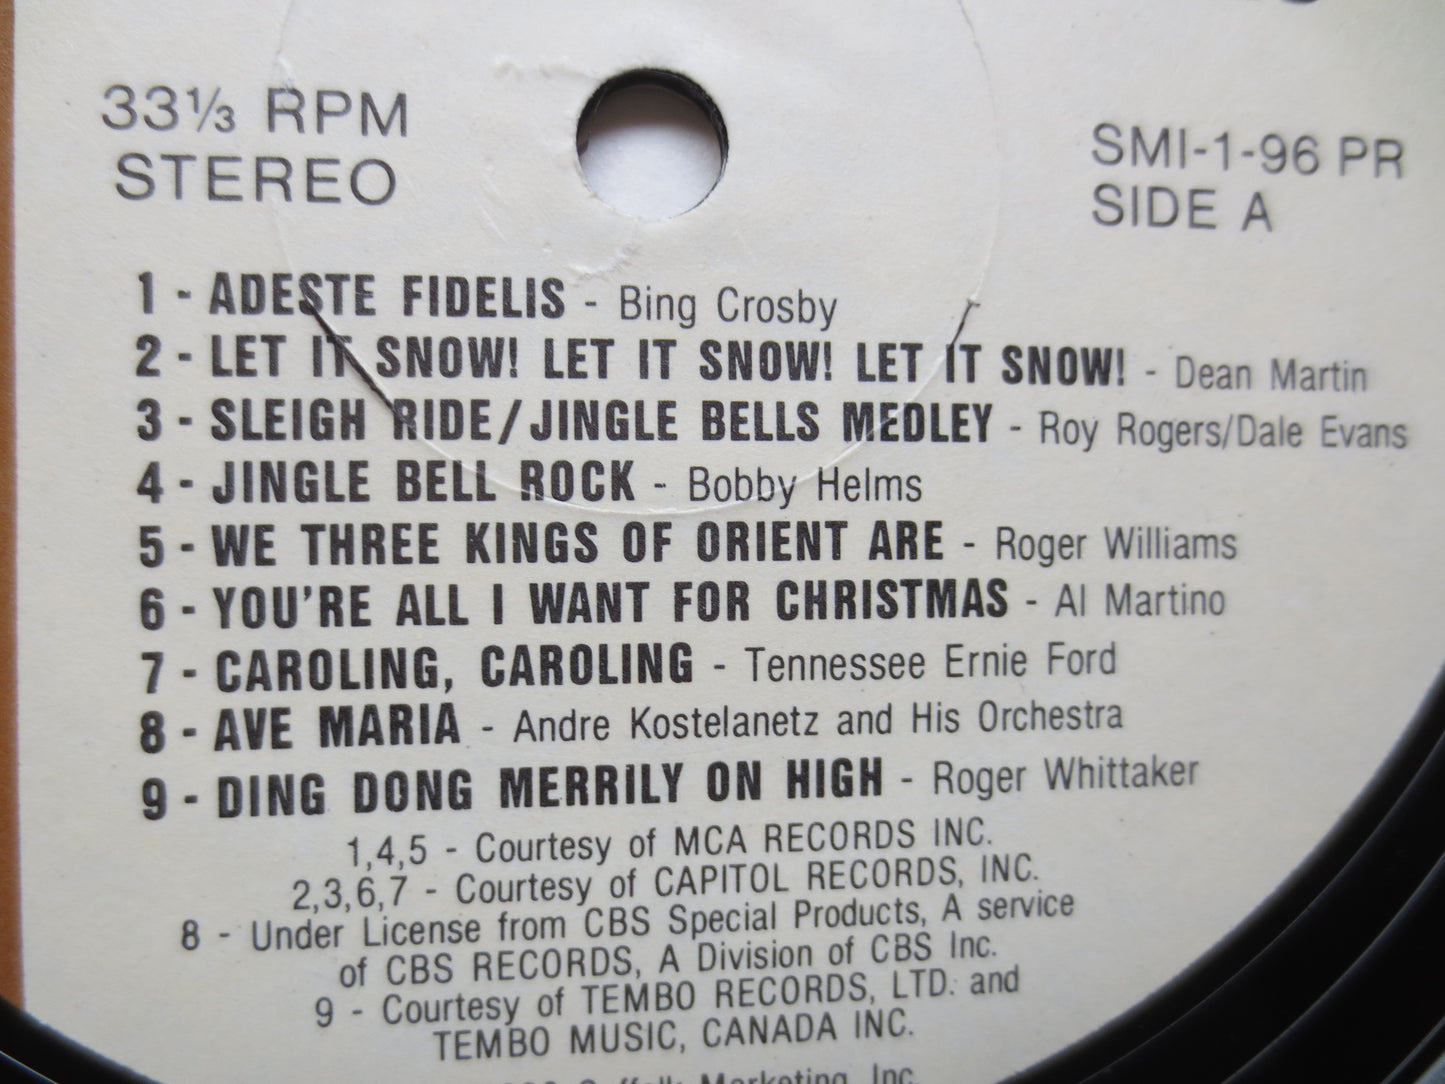 33⅓ RPM
STEREO
SMI-1-96 PR
SIDE A
1 - ADESTE FIDELIS - Bing Crosby
2 - LET IT SNOW! LET IT SNOW! LET IT SNOW! - Dean Martin
3 - SLEIGH RIDE/JINGLE BELLS MEDLEY - Roy Rogers/Dale Evans
4 - JINGLE BELL ROCK - Bobby Helms
5 - WE THREE KINGS OF ORIENT ARE - Roger Williams
6 - YOU'RE ALL I WANT FOR CHRISTMAS - Al Martino
7 - CAROLING, CAROLING - Tennessee Ernie Ford
8 - AVE MARIA - Andre Kostelanetz and His Orchestra
9 - DING DONG MERRILY ON HIGH - Roger Whittaker
1,4,5 - Courtesy of MCA RECORDS INC.
2,3,6,7 - Courtesy of CAPITOL RECORDS, INC.
8 - Under License from CBS Special Products, A service
of CBS RECORDS, A Division of CBS Inc.
9 - Courtesy of TEMBO RECORDS, LTD. and
TEMBO MUSIC, CANADA INC.
Marketing Inc.